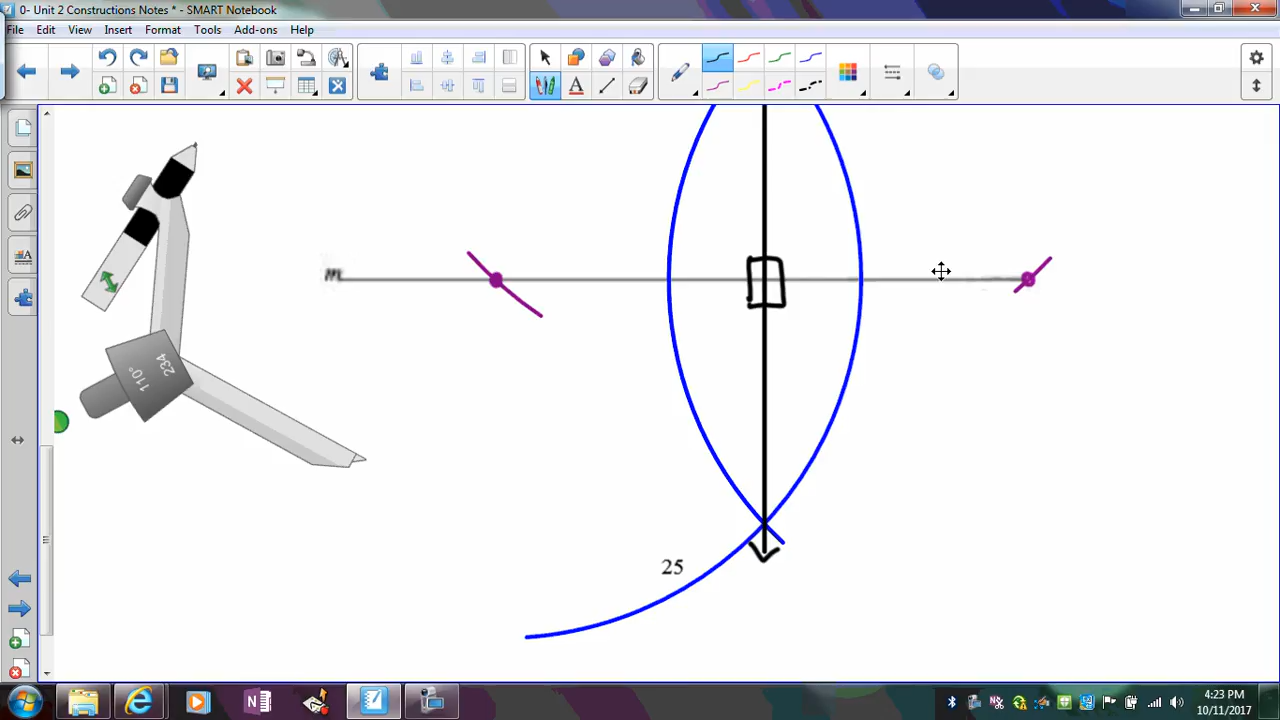 0- Unit 2 Constructions Notes * - SMART Notebook
File Edit View Insert Format Tools Add-ons Help
m
110°
234
25
4:23 PM
10/11/2017